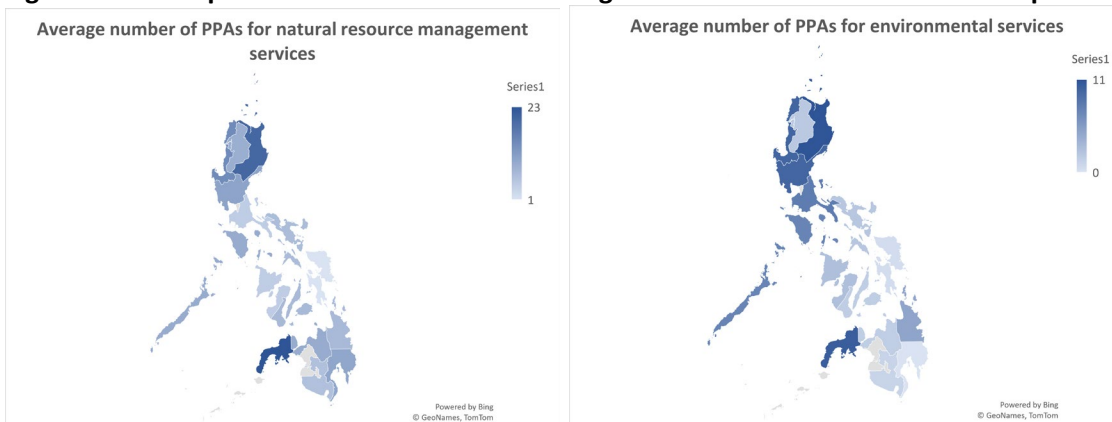 Average number of PPAs for natural resource management
services
Series1
23
1
Powered by Bing
© GeoNames, TomTom
Average number of PPAs for environmental services
Series1
11
0
Powered by Bing
© GeoNames, TomTom